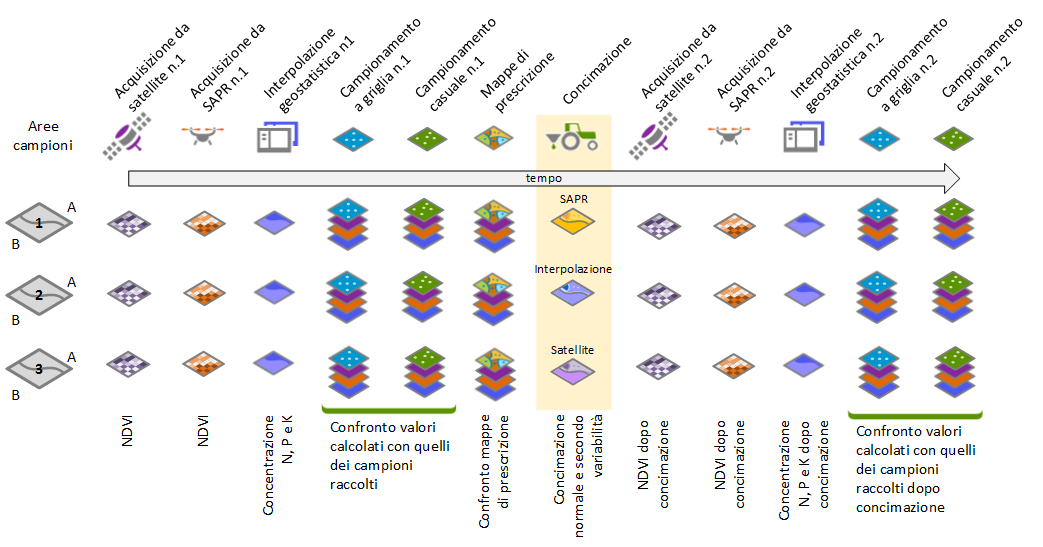 Acquisizione da
satellite n.1
Acquisizione da
SAPR n.1
Interpolazione
geostatistica n1
Campionamento
a griglia n.1
Campionamento
casuale n.1
Mappe di
prescrizione
Concimazione
Acquisizione da
satellite n.2
Acquisizione da
SAPR n.2
Interpolazione
geostatistica n.2
Campionamento
a griglia n.2
Campionamento
casuale n.2
Aree
campioni
tempo
1
A
B
SAPR
2
A
B
Interpolazione
3
A
B
Satellite
NDVI
NDVI
Concentrazione
N, P e K
Confronto valori
calcolati con quelli
dei campioni
raccolti
Confronto mappe
di prescrizione
Concimazione
normale e secondo
variabilità
NDVI dopo
concimazione
NDVI dopo
concimazione
Concentrazione
N, P e K dopo
concimazione
Confronto valori
calcolati con quelli
dei campioni
raccolti dopo
concimazione